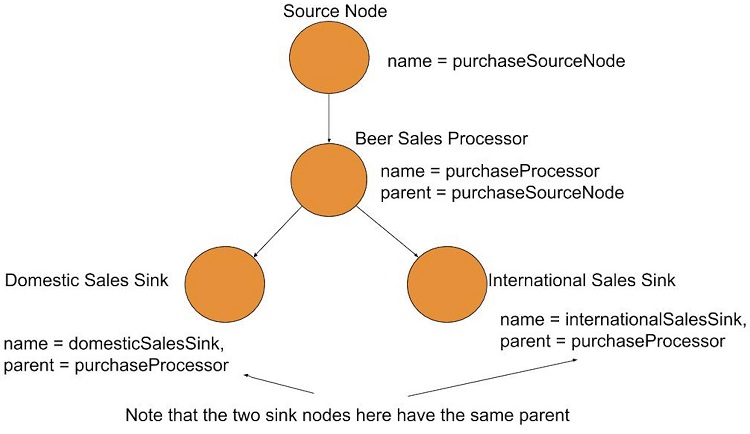 Source Node
name = purchaseSourceNode
Beer Sales Processor
name = purchaseProcessor
parent = purchaseSourceNode
Domestic Sales Sink
International Sales Sink
name = domesticSalesSink,
parent = purchaseProcessor
name = internationalSalesSink,
parent = purchaseProcessor
Note that the two sink nodes here have the same parent